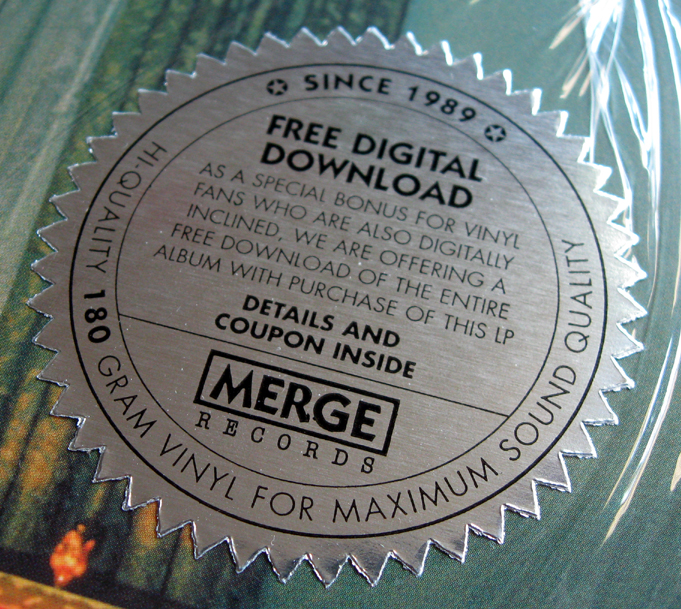 SINCE 1989
FREE DIGITAL
DOWNLOAD
AS A SPECIAL BONUS FOR VINYL
FANS WHO ARE ALSO DIGITALLY
INCLINED, WE ARE OFFERING A
FREE DOWNLOAD OF THE ENTIRE
ALBUM WITH PURCHASE OF THIS LP
DETAILS AND
COUPON INSIDE
MERGE
RECORDS
HI-QUALITY 180 GRAM VINYL FOR MAXIMUM SOUND QUALITY